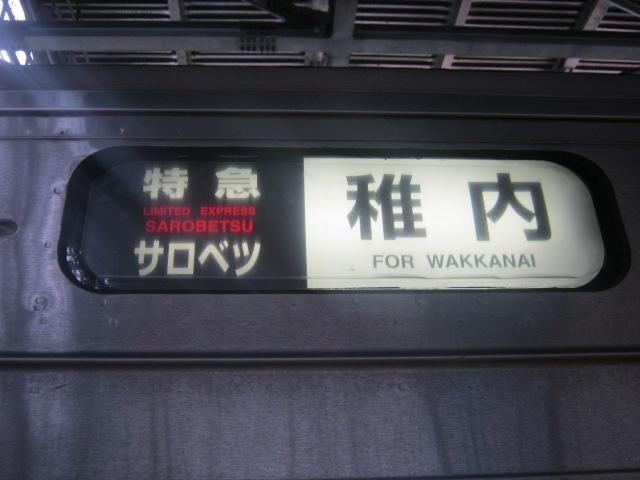 特急
LIMITED EXPRESS
SAROBETSU
サロベツ
稚内
FOR WAKKANAI